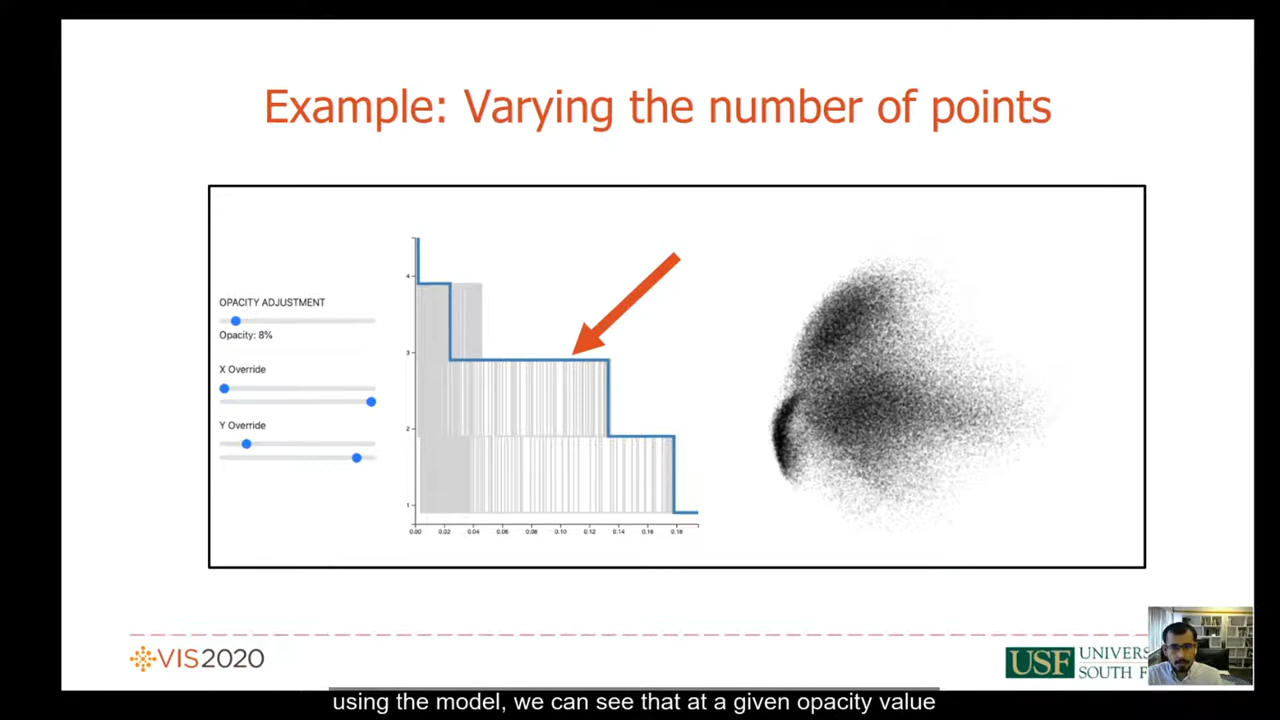 Example: Varying the number of points
OPACITY ADJUSTMENT
Opacity: 8%
X Override
Y Override
4
3
2
1
0.00 0.02 0.04 0.06 0.08 0.10 0.12 0.14 0.16 0.18
VIS2020
USF UNIVERS
SOUTH F
using the model, we can see that at a given opacity value